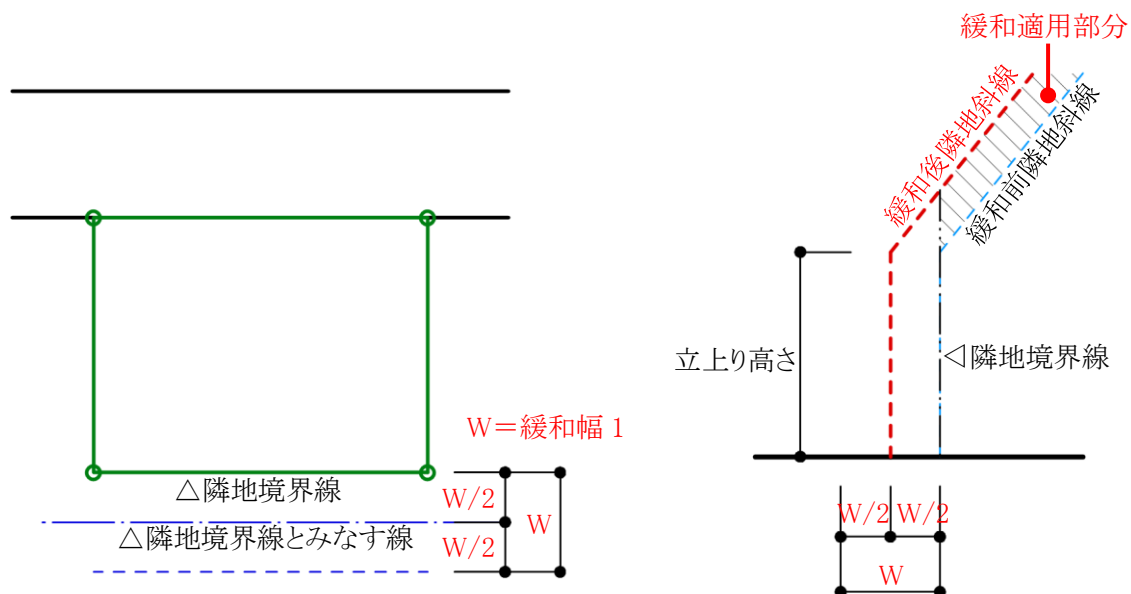 緩和適用部分
緩和後隣地斜線
緩和前隣地斜線
立上り高さ
◁隣地境界線
W＝緩和幅 1
△隣地境界線
W/2
W
△隣地境界線とみなす線
W/2
W/2
W/2
W